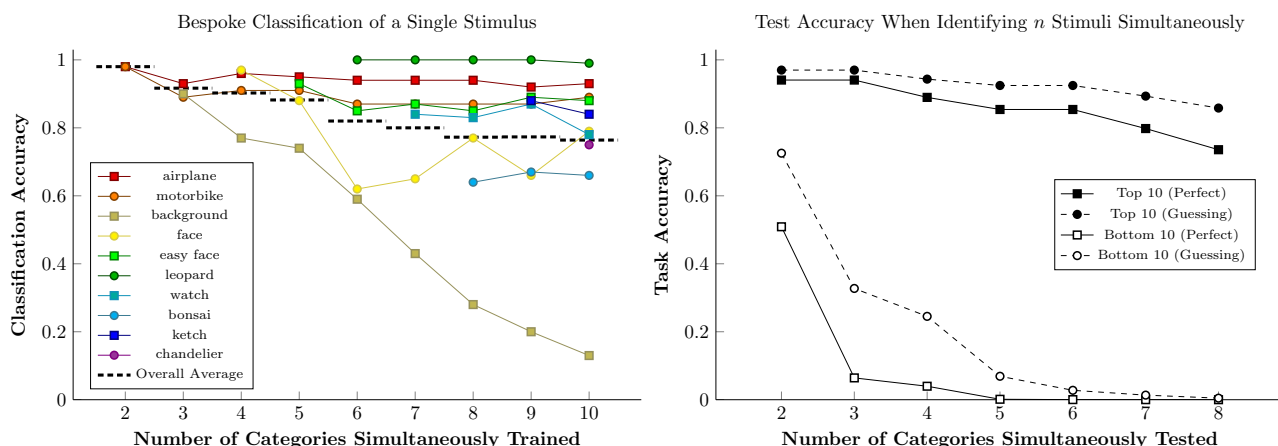 Bespoke Classification of a Single Stimulus
Classification Accuracy
1
0.8
0.6
0.4
0.2
0
airplane
motorbike
background
face
easy face
leopard
watch
bonsai
ketch
chandelier
Overall Average
2 3 4 5 6 7 8 9 10
Number of Categories Simultaneously Trained
Test Accuracy When Identifying n Stimuli Simultaneously
Task Accuracy
1
0.8
0.6
0.4
0.2
0
Top 10 (Perfect)
Top 10 (Guessing)
Bottom 10 (Perfect)
Bottom 10 (Guessing)
2 3 4 5 6 7 8
Number of Categories Simultaneously Tested